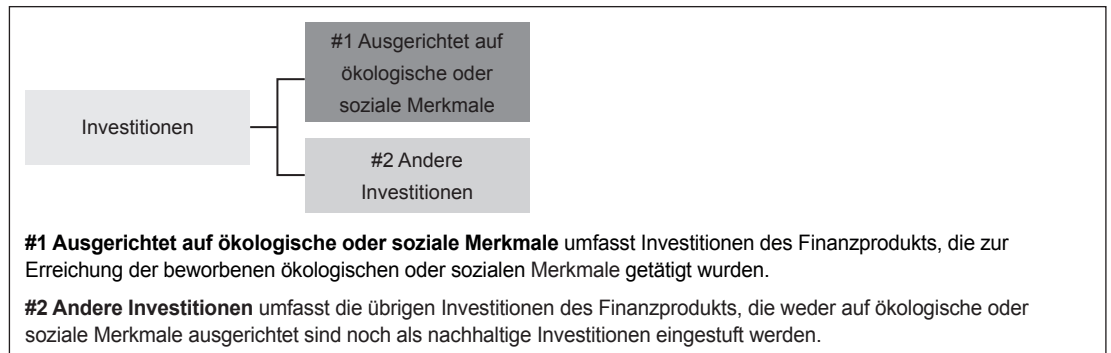 #1 Ausgerichtet auf
ökologische oder
soziale Merkmale
Investitionen
#2 Andere
Investitionen
#1 Ausgerichtet auf ökologische oder soziale Merkmale umfasst Investitionen des Finanzprodukts, die zur
Erreichung der beworbenen ökologischen oder sozialen Merkmale getätigt wurden.
#2 Andere Investitionen umfasst die übrigen Investitionen des Finanzprodukts, die weder auf ökologische oder
soziale Merkmale ausgerichtet sind noch als nachhaltige Investitionen eingestuft werden.